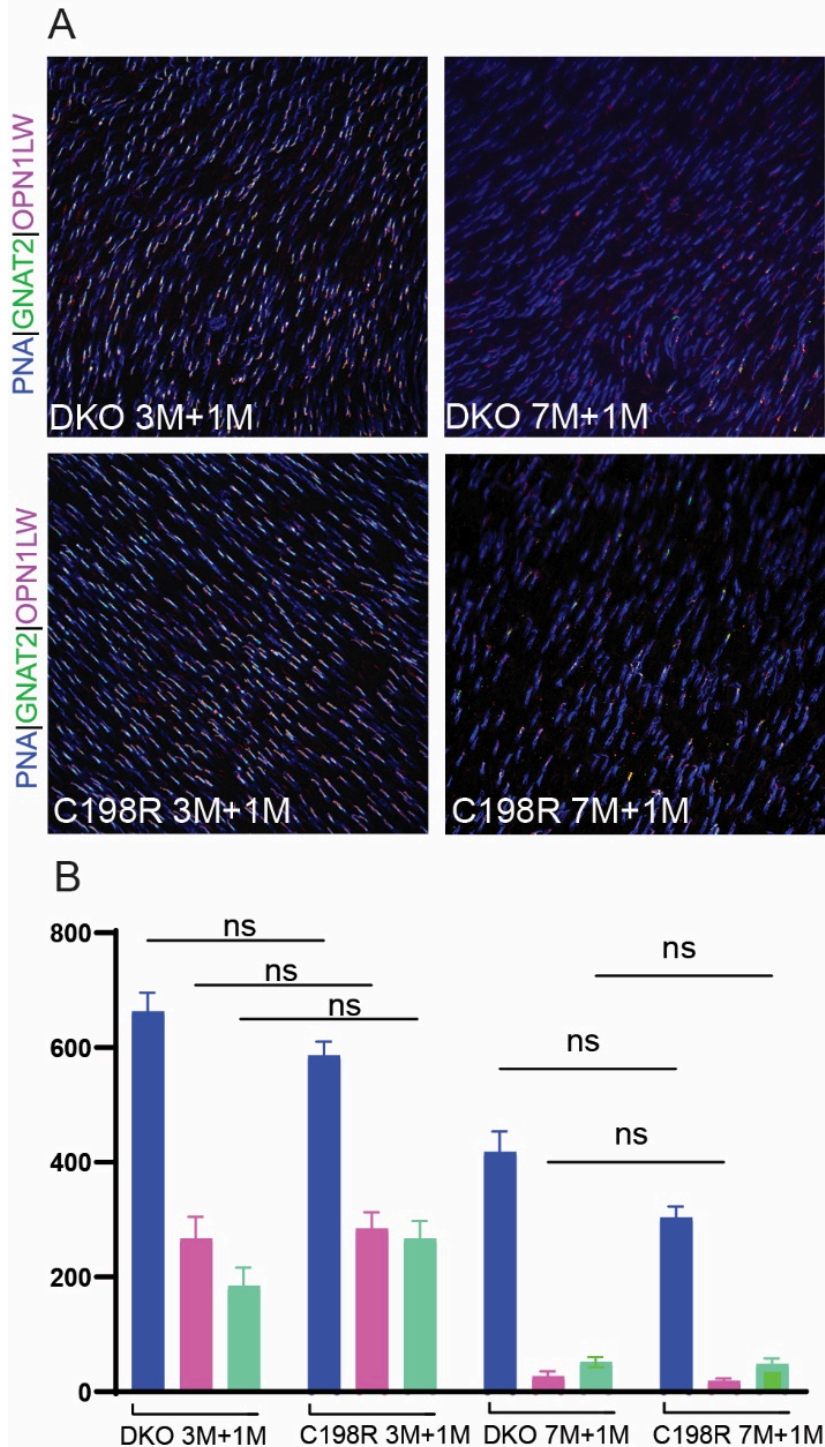 A
PNA|GNAT2|OPN1LW
DKO 3M+1M
DKO 7M+1M
PNA|GNAT2|OPN1LW
C198R 3M+1M
C198R 7M+1M
B
800
600
400
200
0
ns
ns
ns
ns
ns
ns
DKO 3M+1M
C198R 3M+1M
DKO 7M+1M
C198R 7M+1M